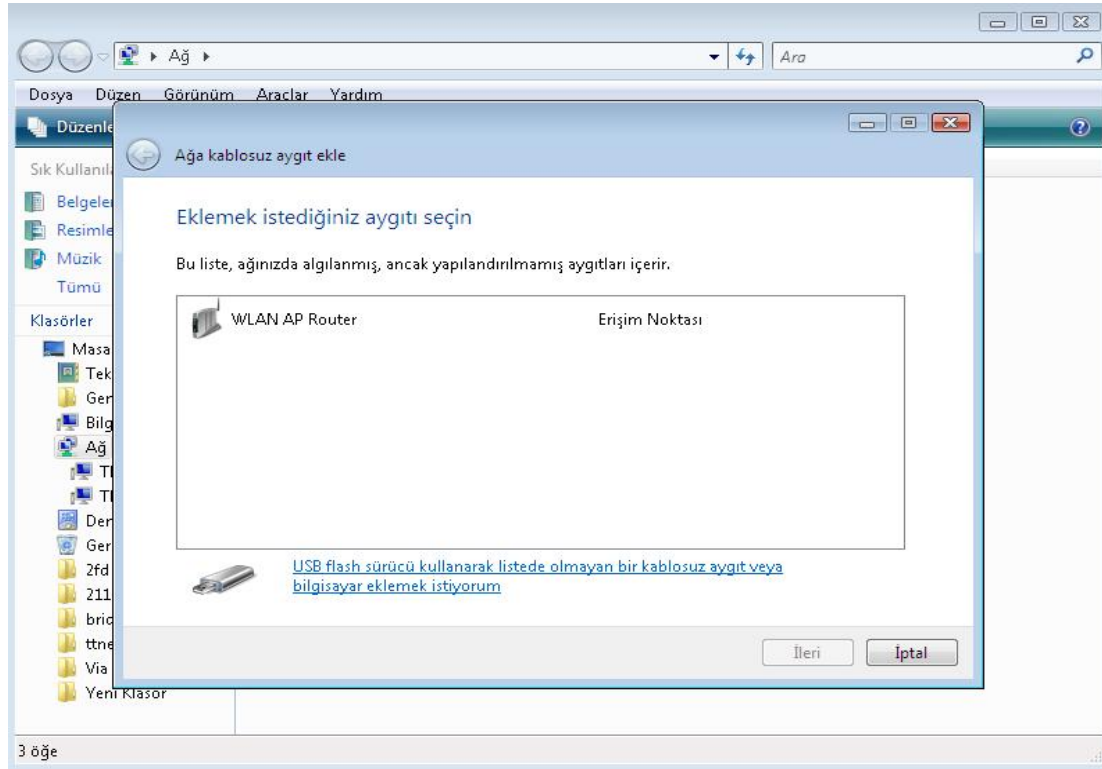 Ağ
Ara
Dosya Düzen Görünüm Araçlar Yardım
Düzenle
Ağa kablosuz aygıt ekle
Sık Kullanıla
Belgeler
Resimle
Müzik
Tümü
Klasörler
Masa
Tek
Ger
Bilg
Ağ
Der
Ger
2fd
211
bric
ttne
Via
Yeni Klasör
Eklemek istediğiniz aygıtı seçin
Bu liste, ağınızda algılanmış, ancak yapılandırılmamış aygıtları içerir.
WLAN AP Router Erişim Noktası
USB flash sürücü kullanarak listede olmayan bir kablosuz aygıt veya
bilgisayar eklemek istiyorum
İleri İptal
3 öğe